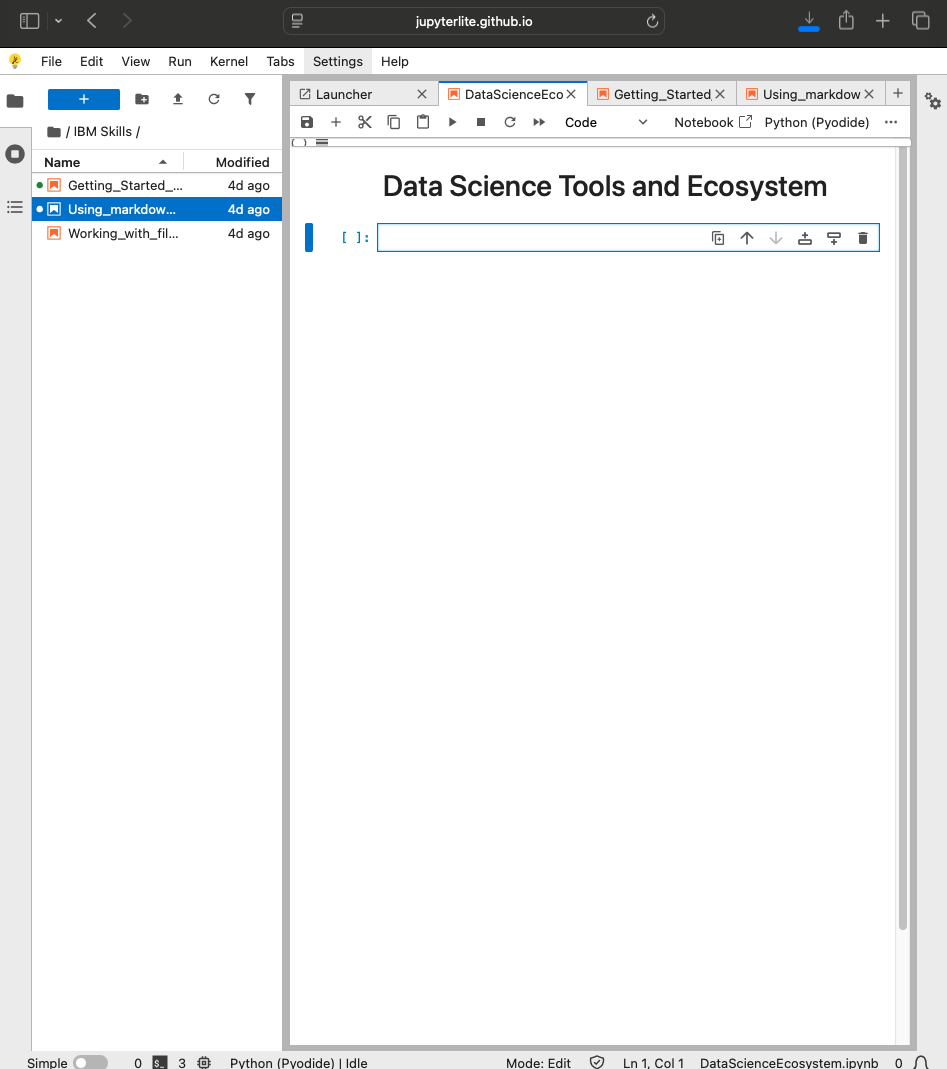 jupyterlite.github.io
File Edit View Run Kernel Tabs Settings Help
Launcher DataScienceEco Getting_Started_ Using_markdow
Code Notebook Python (Pyodide) ...
/ IBM Skills /
Name Modified
Getting_Started_... 4d ago
Using_markdow... 4d ago
Working_with_fil... 4d ago
Data Science Tools and Ecosystem
[ ]:
Simple 0 $_ 3 Python (Pyodide) | Idle Mode: Edit Ln 1, Col 1 DataScienceEcosystem.ipynb 0